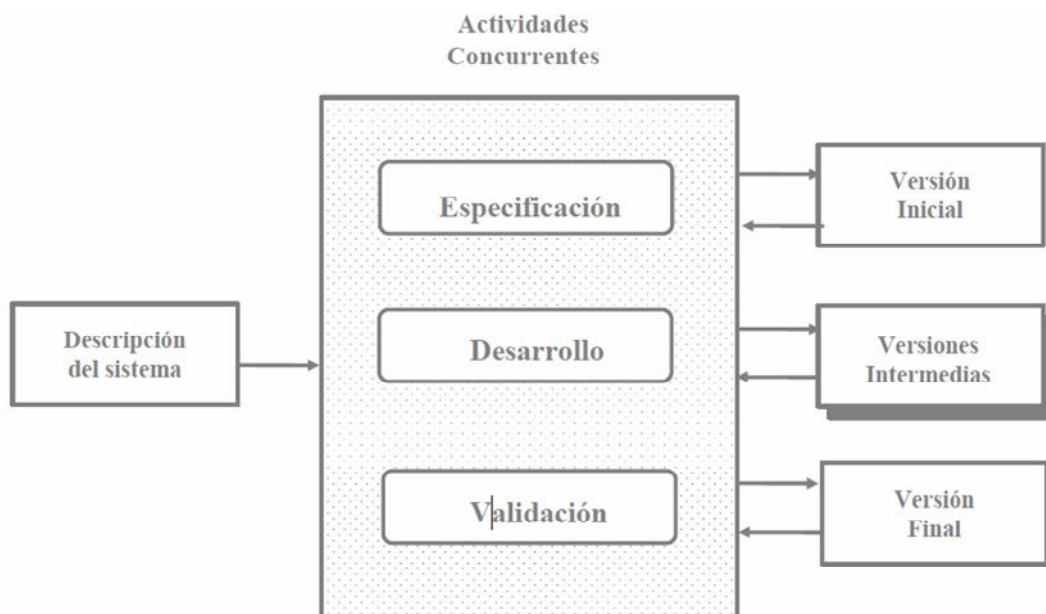 Actividades
Concurrentes
Especificación
Versión
Inicial
Descripción
del sistema
Desarrollo
Versiones
Intermedias
Validación
Versión
Final